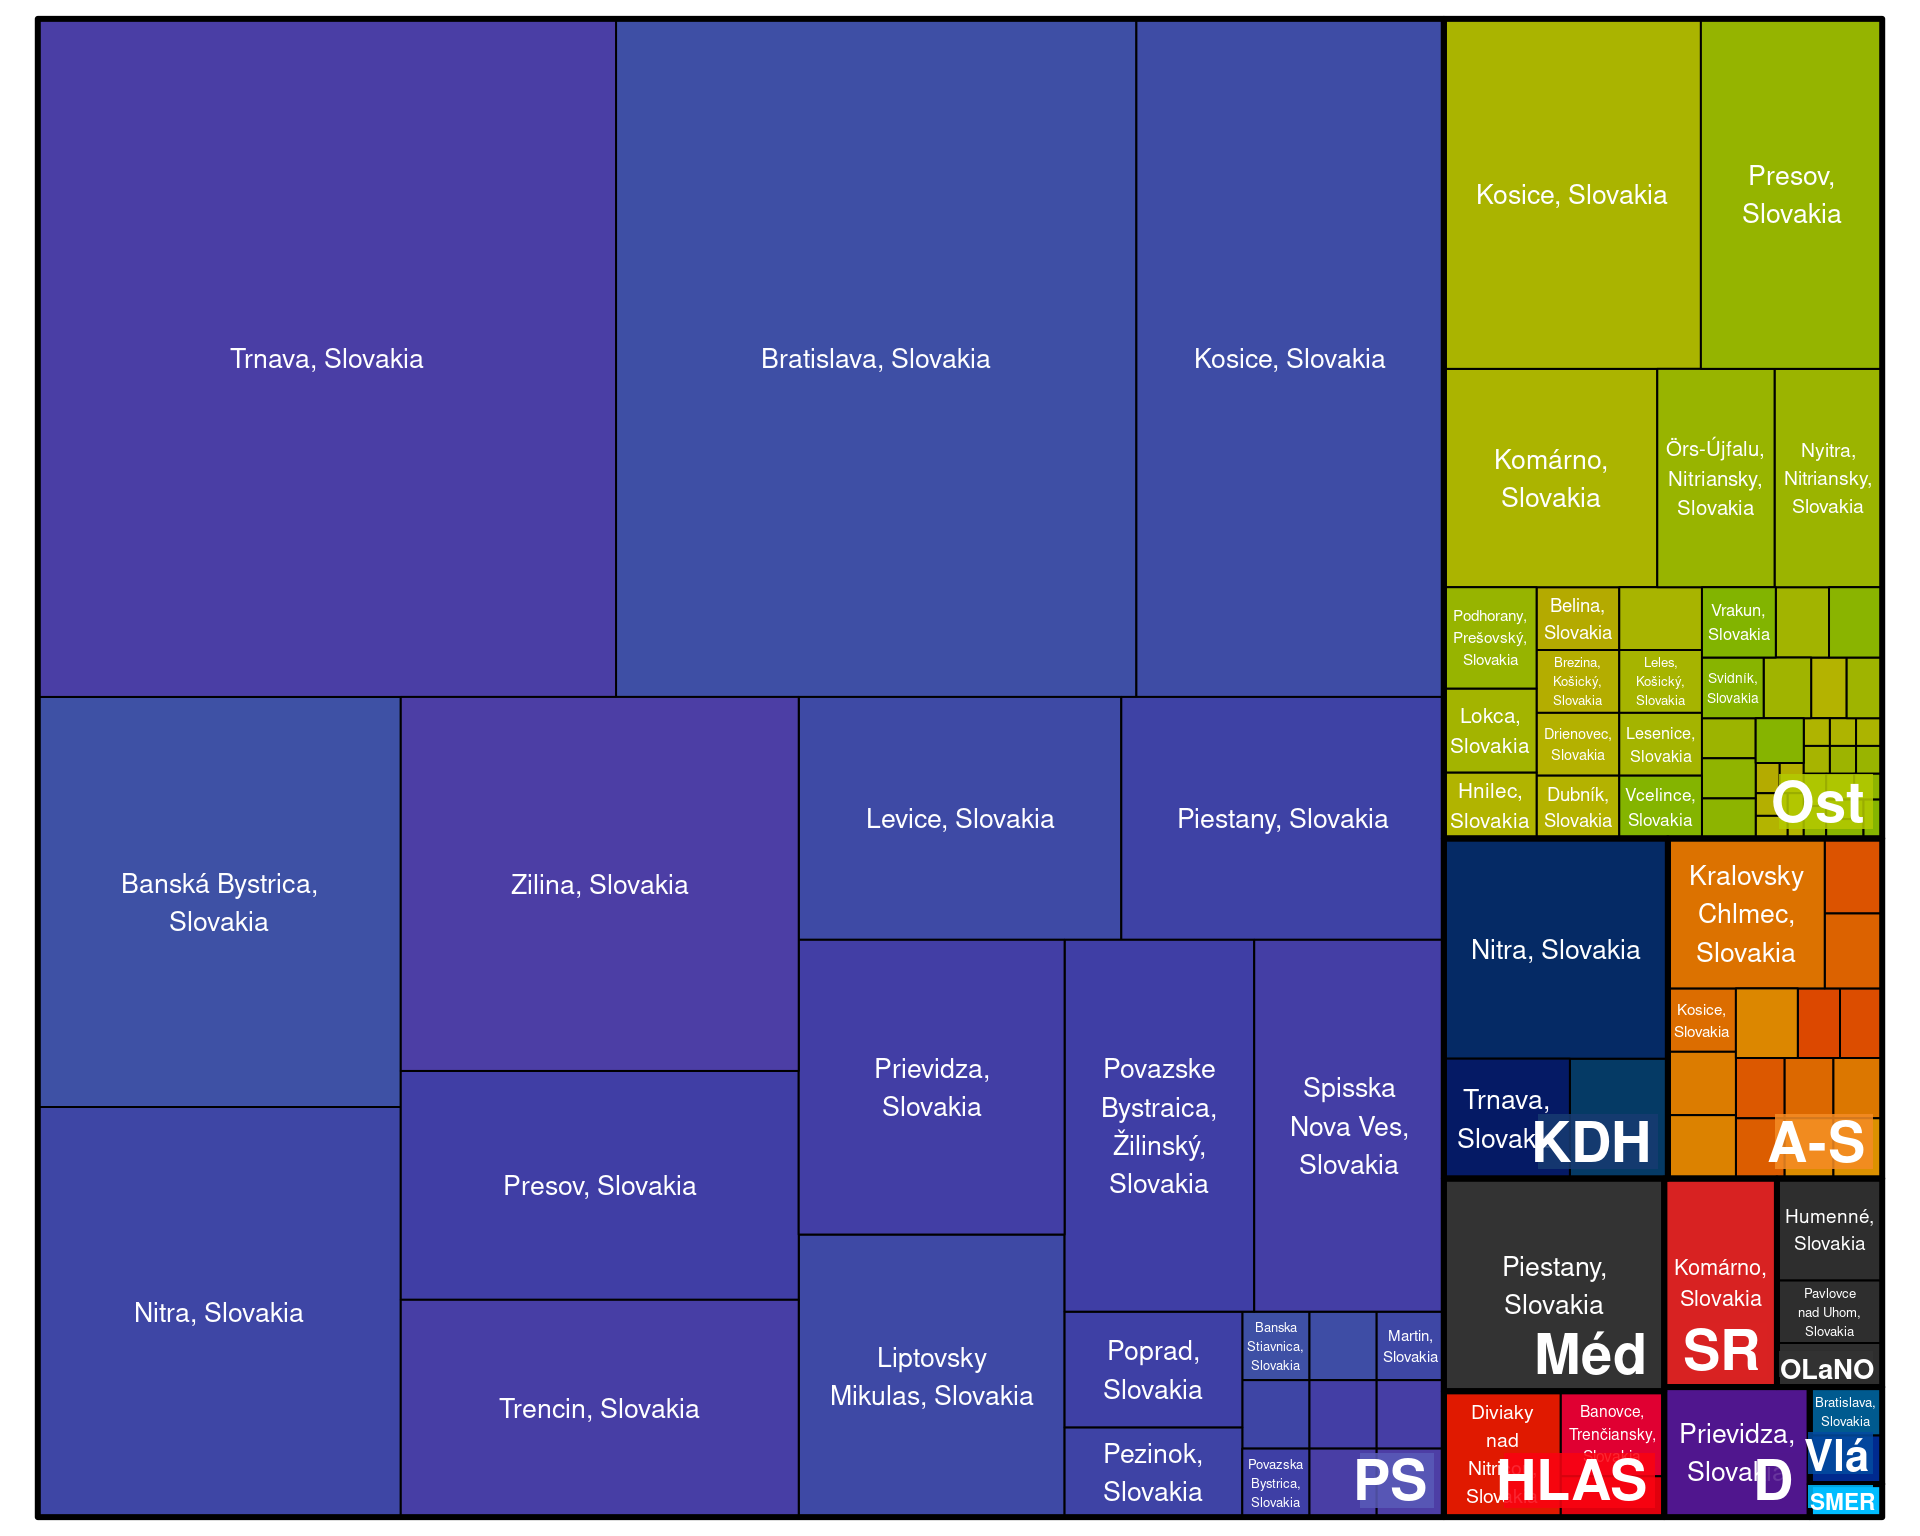 Trnava, Slovakia
Bratislava, Slovakia
Kosice, Slovakia
Banská Bystrica,
Slovakia
Nitra, Slovakia
Zilina, Slovakia
Presov, Slovakia
Trencin, Slovakia
Levice, Slovakia
Piestany, Slovakia
Prievidza,
Slovakia
Liptovsky
Mikulas, Slovakia
Povazske
Bystraica,
Žilinský,
Slovakia
Spisska
Nova Ves,
Slovakia
Poprad,
Slovakia
Pezinok,
Slovakia
Banska
Stiavnica,
Slovakia
Martin,
Slovakia
Povazska
Bystrica,
Slovakia
PS
Kosice, Slovakia
Presov,
Slovakia
Komárno,
Slovakia
Örs-Újfalu,
Nitriansky,
Slovakia
Nyitra,
Nitriansky,
Slovakia
Podhorany,
Prešovský,
Slovakia
Lokca,
Slovakia
Hnilec,
Slovakia
Belina,
Slovakia
Brezina,
Košický,
Slovakia
Drienovec,
Slovakia
Dubník,
Slovakia
Leles,
Košický,
Slovakia
Lesenice,
Slovakia
Vcelince,
Slovakia
Vrakun,
Slovakia
Svidník,
Slovakia
Ost
Nitra, Slovakia
Trnava,
Slovakia
KDH
Kralovsky
Chlmec,
Slovakia
Kosice,
Slovakia
A-S
Piestany,
Slovakia
Méd
Komárno,
Slovakia
SR
Humenné,
Slovakia
Pavlovce
nad Uhom,
Slovakia
OLaNO
Diviaky
nad
Slovakia
Banovce,
Trenčiansky,
Slovakia
HLAS
Prievidza,
Slovakia
D
Bratislava,
Slovakia
Vlá
SMER